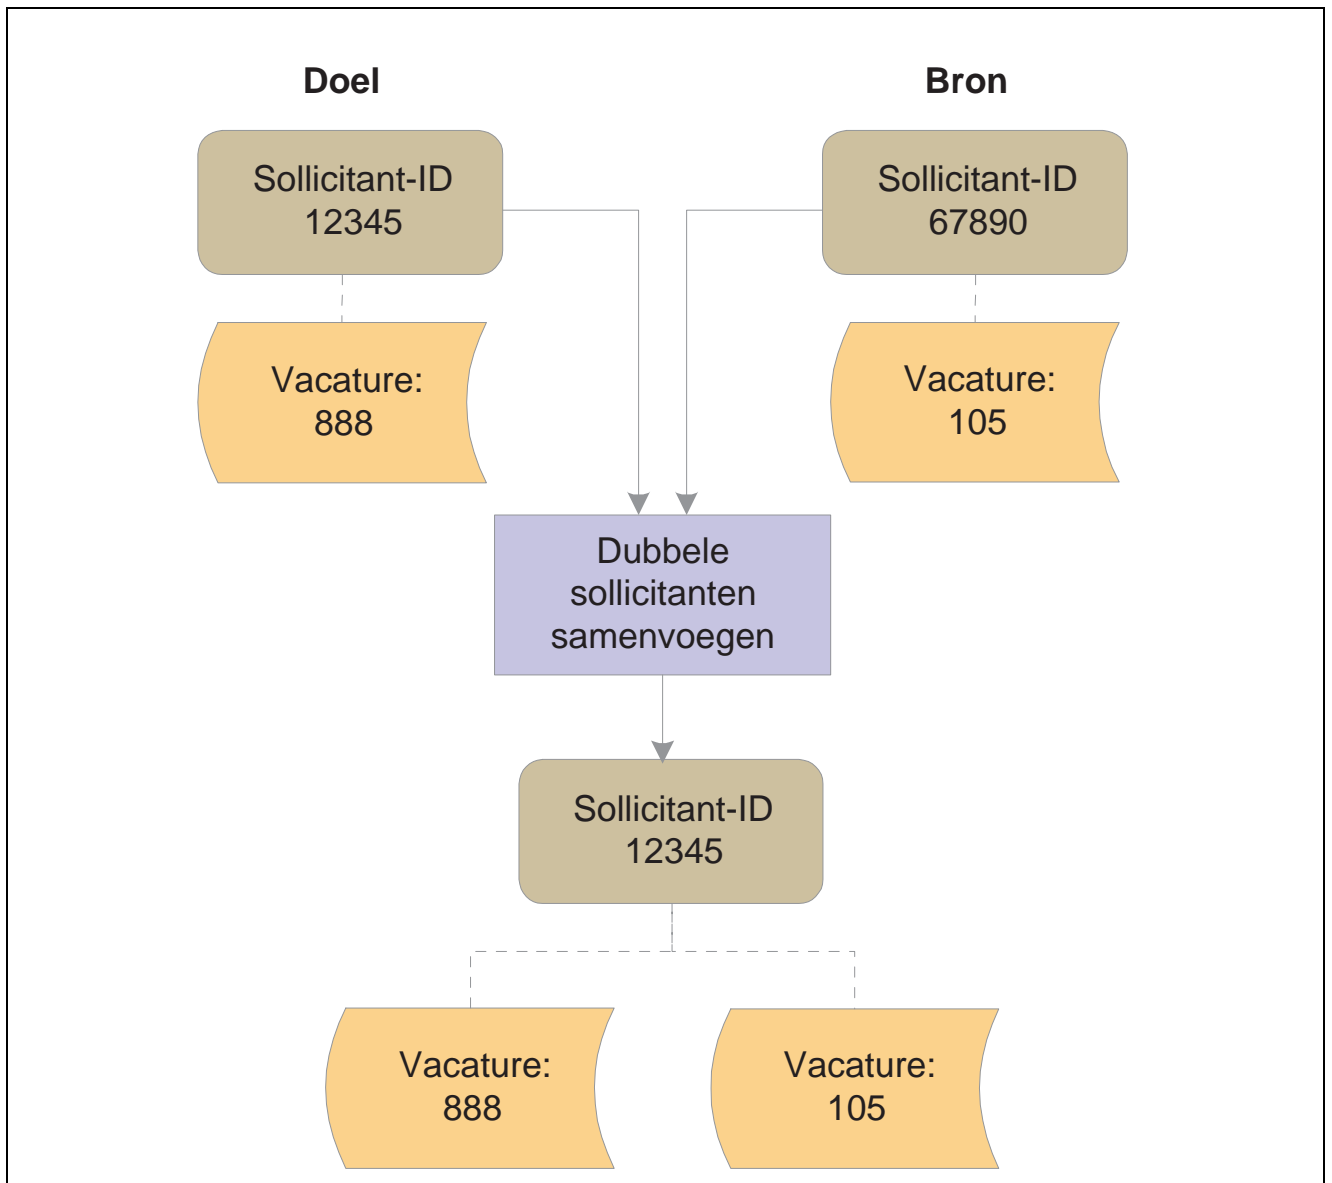 Doel
Bron
Sollicitant-ID
12345
Sollicitant-ID
67890
Vacature:
888
Vacature:
105
Dubbele
sollicitanten
samenvoegen
Sollicitant-ID
12345
Vacature:
888
Vacature:
105